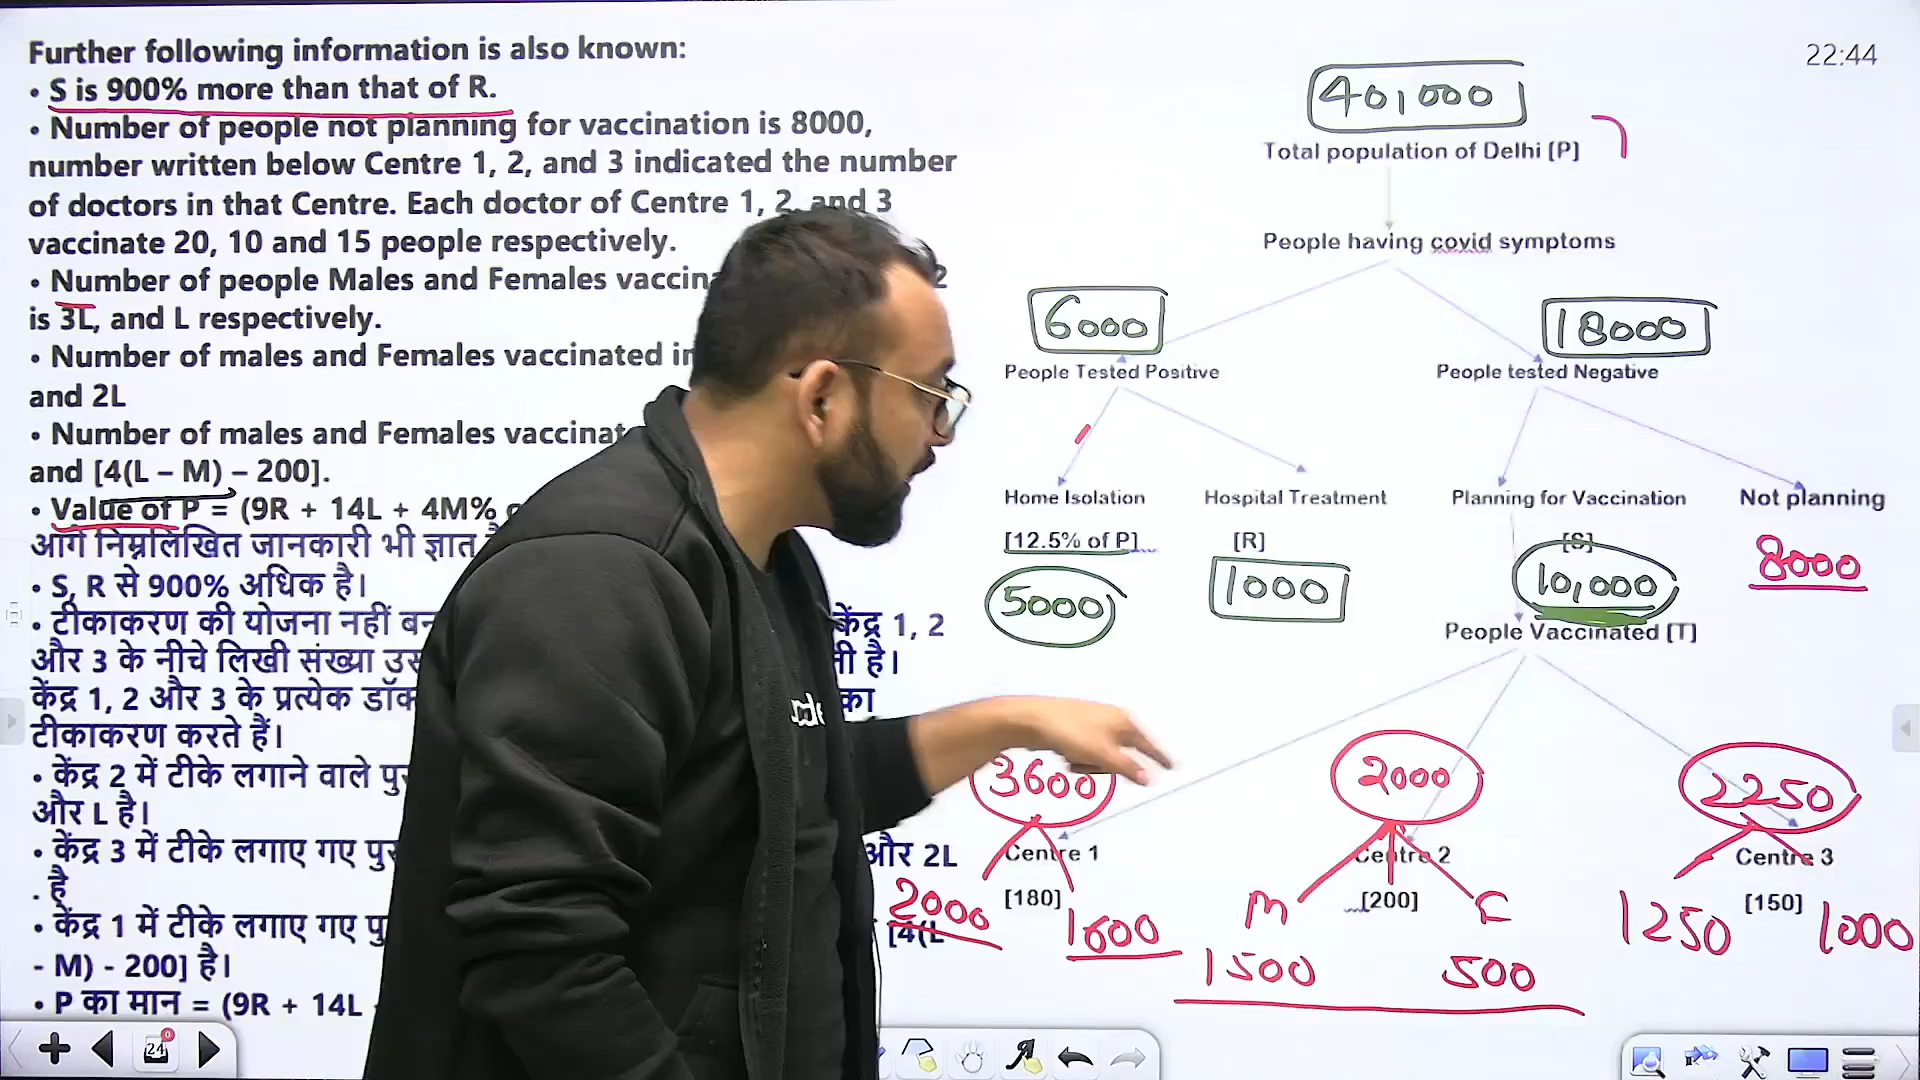 Further following information is also known:
• S is 900% more than that of R.
• Number of people not planning for vaccination is 8000,
number written below Centre 1, 2, and 3 indicated the number
of doctors in that Centre. Each doctor of Centre 1, 2, and 3
vaccinate 20, 10 and 15 people respectively.
• Number of people Males and Females 2
is 3L, and L respectively.
• Number of males and Females vaccinated
and 2L
• Number of males and Females
and [4(L – M) – 200].
• Value of P = (9R + 14L + 4M%
आगे निम्नलिखित जानकारी भी ज्ञात
• S, R से 900% अधिक है।
• टीकाकरण की योजना नहीं केंद्र 1, 2
और 3 के नीचे लिखी संख्या है।
केंद्र 1, 2 और 3 के प्रत्येक का
टीकाकरण करते हैं।
• केंद्र 2 में टीके लगाने वाले
और L है।
• केंद्र 3 में टीके लगाए गए और 2L
. है
• केंद्र 1 में टीके लगाए गए [4(L
- M) - 200] है।
• P का मान = (9R + 14L
24
0
22:44
40,000
Total population of Delhi [P]
People having covid symptoms
6000 18000
People Tested Positive People tested Negative
Home Isolation Hospital Treatment Planning for Vaccination Not planning
[12.5% of P] [R] [S] 8000
5000 1000 10,000
People Vaccinated [T]
3600 2000 2250
Centre 1 Centre 2 Centre 3
[180] [200] [150]
2000 1600 M F 1250 1000
1500 500